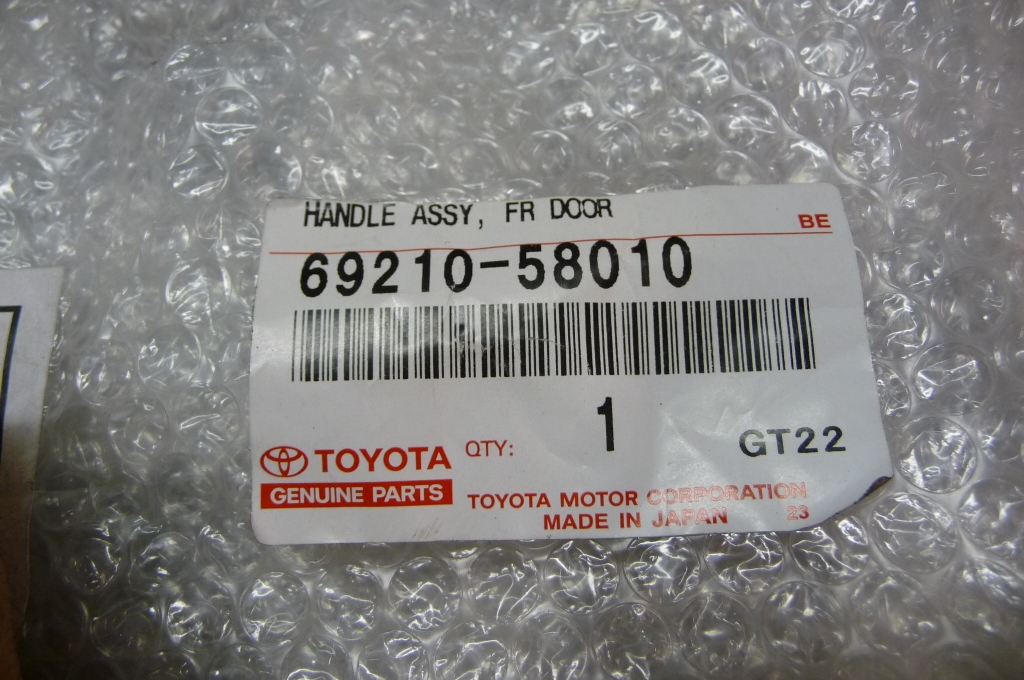 HANDLE ASSY, FR DOOR
BE
69210-58010
QTY: 1
GT22
TOYOTA
GENUINE PARTS
TOYOTA MOTOR CORPORATION
MADE IN JAPAN 23